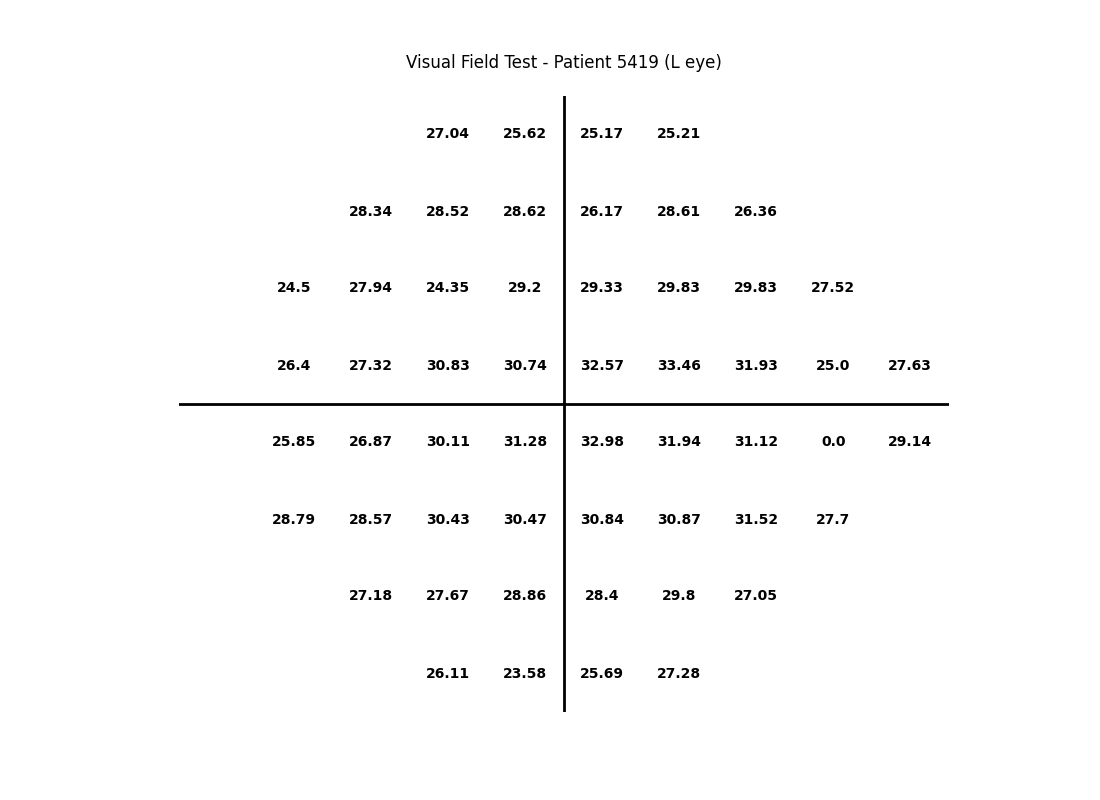 Visual Field Test - Patient 5419 (L eye)
27.04 25.62 25.17 25.21
28.34 28.52 28.62 26.17 28.61 26.36
24.5 27.94 24.35 29.2 29.33 29.83 29.83 27.52
26.4 27.32 30.83 30.74 32.57 33.46 31.93 25.0 27.63
25.85 26.87 30.11 31.28 32.98 31.94 31.12 0.0 29.14
28.79 28.57 30.43 30.47 30.84 30.87 31.52 27.7
27.18 27.67 28.86 28.4 29.8 27.05
26.11 23.58 25.69 27.28